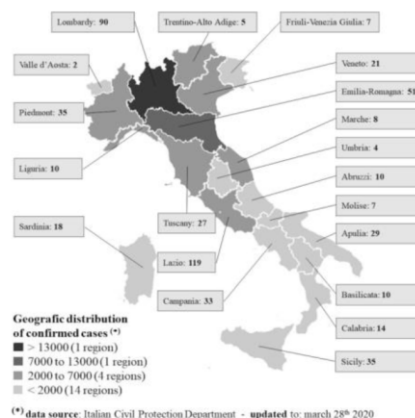 Lombardy: 90
Trentino-Alto Adige: 5
Friuli-Venezia Giulia: 7
Valle d'Aosta: 2
Veneto: 21
Piedmont: 35
Emilia-Romagna: 51
Marche: 8
Liguria: 10
Umbria: 4
Abruzzi: 10
Sardinia: 18
Tuscany: 27
Molise: 7
Lazio: 119
Apulia: 29
Campania: 33
Basilicata: 10
Calabria: 14
Sicily: 35
Geografic distribution
of confirmed cases (*)
> 13000 (1 region)
7000 to 13000 (1 region)
2000 to 7000 (4 regions)
< 2000 (14 regions)
(*) data source: Italian Civil Protection Department - updated to: march 28th 2020